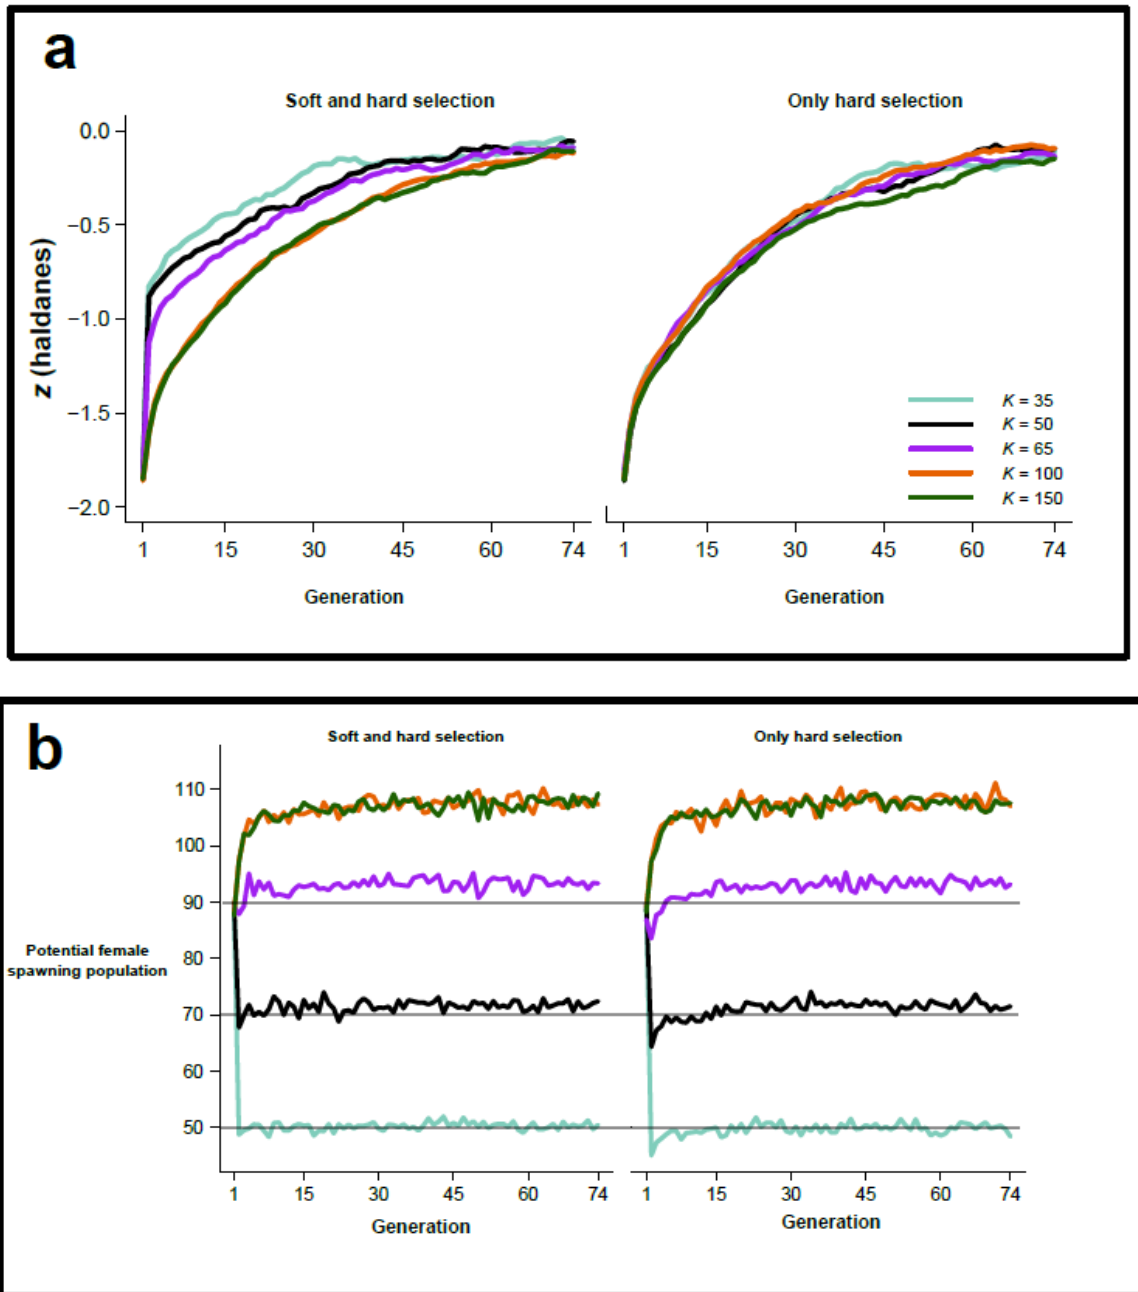 a
Soft and hard selection
Only hard selection
0.0
−0.5
−1.0
−1.5
−2.0
z (haldanes)
K = 35
K = 50
K = 65
K = 100
K = 150
1 15 30 45 60 74
1 15 30 45 60 74
Generation
Generation
b
Soft and hard selection
Only hard selection
110
100
90
80
70
60
50
Potential female
spawning population
1 15 30 45 60 74
1 15 30 45 60 74
Generation
Generation